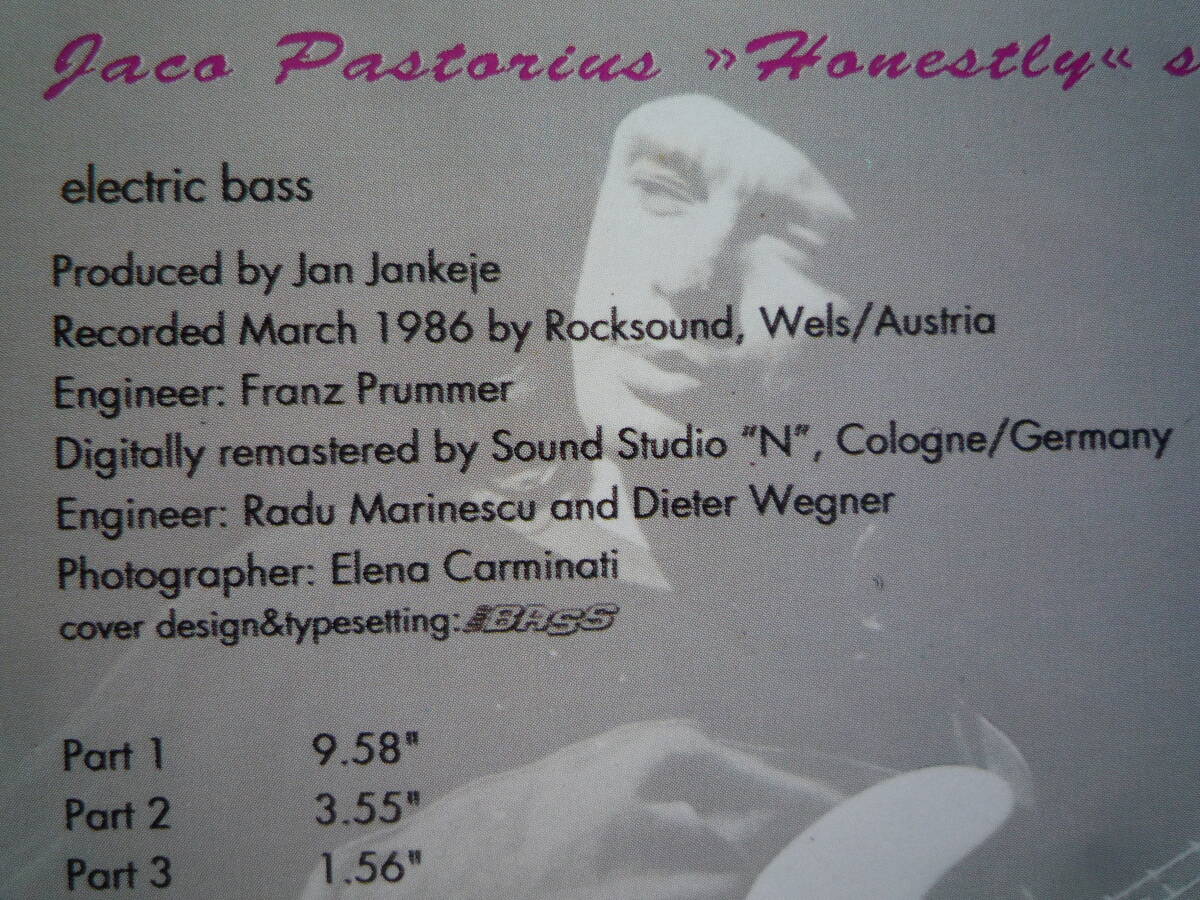 Jaco Pastorius »Honestly« s
electric bass
Produced by Jan Jankeje
Recorded March 1986 by Rocksound, Wels/Austria
Engineer: Franz Prummer
Digitally remastered by Sound Studio "N", Cologne/Germany
Engineer: Radu Marinescu and Dieter Wegner
Photographer: Elena Carminati
cover design&typesetting: BASS
Part 1 9.58"
Part 2 3.55"
Part 3 1.56"